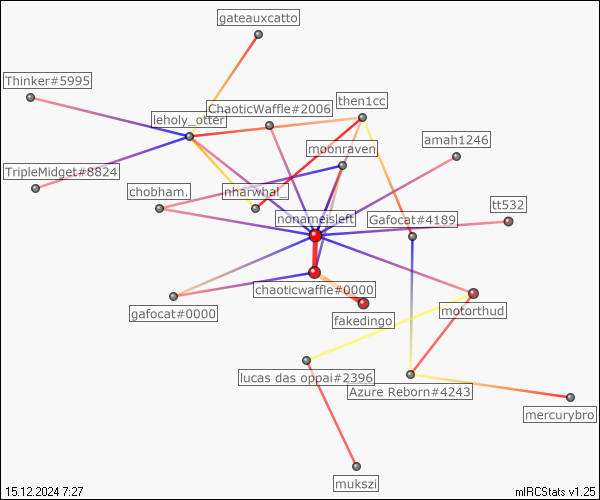 gateauxcatto
Thinker#5995
then1cc
ChaoticWaffle#2006
leholy_otter
amah1246
moonraven
TripleMidget#8824
chobham.
nharwhal_
tt532
nonameisleft
Gafocat#4189
chaoticwaffle#0000
gafocat#0000
motorthud
fakedingo
lucas das oppai#2396
Azure Reborn#4243
mercurybro
mukszi
15.12.2024 7:27
mIRCStats v1.25